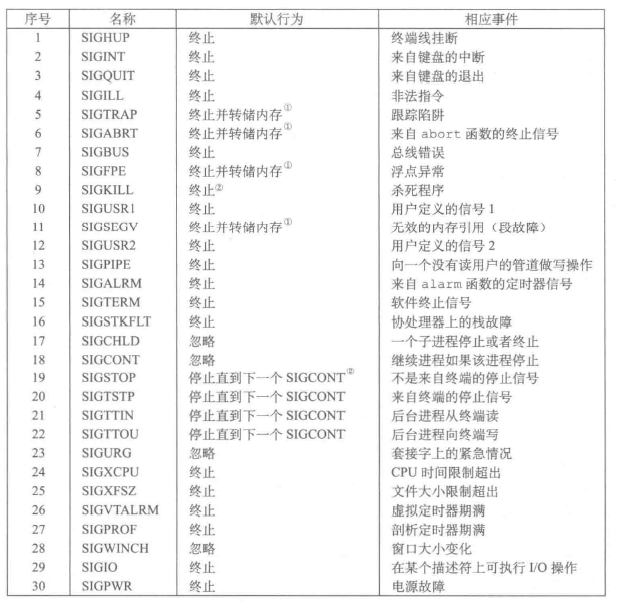 序号 名称 默认行为 相应事件
1 SIGHUP 终止 终端线挂断
2 SIGINT 终止 来自键盘的中断
3 SIGQUIT 终止 来自键盘的退出
4 SIGILL 终止 非法指令
5 SIGTRAP 终止并转储内存① 跟踪陷阱
6 SIGABRT 终止并转储内存① 来自 abort 函数的终止信号
7 SIGBUS 终止 总线错误
8 SIGFPE 终止并转储内存① 浮点异常
9 SIGKILL 终止② 杀死程序
10 SIGUSR1 终止 用户定义的信号 1
11 SIGSEGV 终止并转储内存① 无效的内存引用（段故障）
12 SIGUSR2 终止 用户定义的信号 2
13 SIGPIPE 终止 向一个没有读用户的管道做写操作
14 SIGALRM 终止 来自 alarm 函数的定时器信号
15 SIGTERM 终止 软件终止信号
16 SIGSTKFLT 终止 协处理器上的栈故障
17 SIGCHLD 忽略 一个子进程停止或者终止
18 SIGCONT 忽略 继续进程如果该进程停止
19 SIGSTOP 停止直到下一个 SIGCONT② 不是来自终端的停止信号
20 SIGTSTP 停止直到下一个 SIGCONT 来自终端的停止信号
21 SIGTTIN 停止直到下一个 SIGCONT 后台进程从终端读
22 SIGTTOU 停止直到下一个 SIGCONT 后台进程向终端写
23 SIGURG 忽略 套接字上的紧急情况
24 SIGXCPU 终止 CPU 时间限制超出
25 SIGXFSZ 终止 文件大小限制超出
26 SIGVTALRM 终止 虚拟定时器期满
27 SIGPROF 终止 剖析定时器期满
28 SIGWINCH 忽略 窗口大小变化
29 SIGIO 终止 在某个描述符上可执行 I/O 操作
30 SIGPWR 终止 电源故障